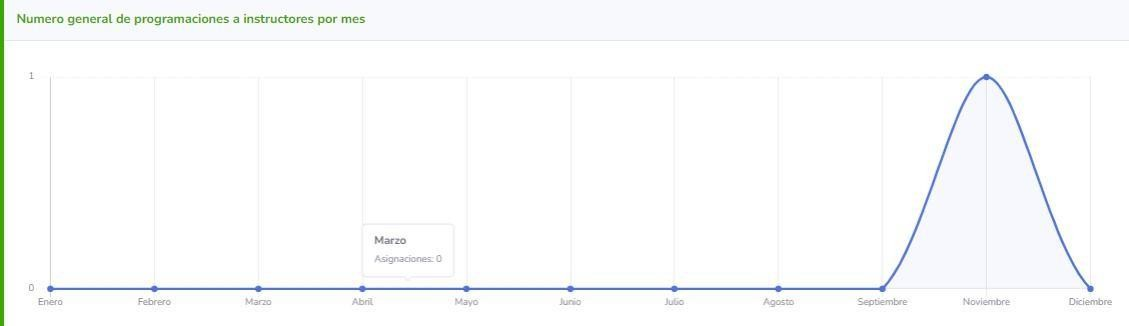 Numero general de programaciones a instructores por mes
1
Marzo
Asignaciones: 0
0
Enero Febrero Marzo Abril Mayo Junio Julio Agosto Septiembre Noviembre Diciembre